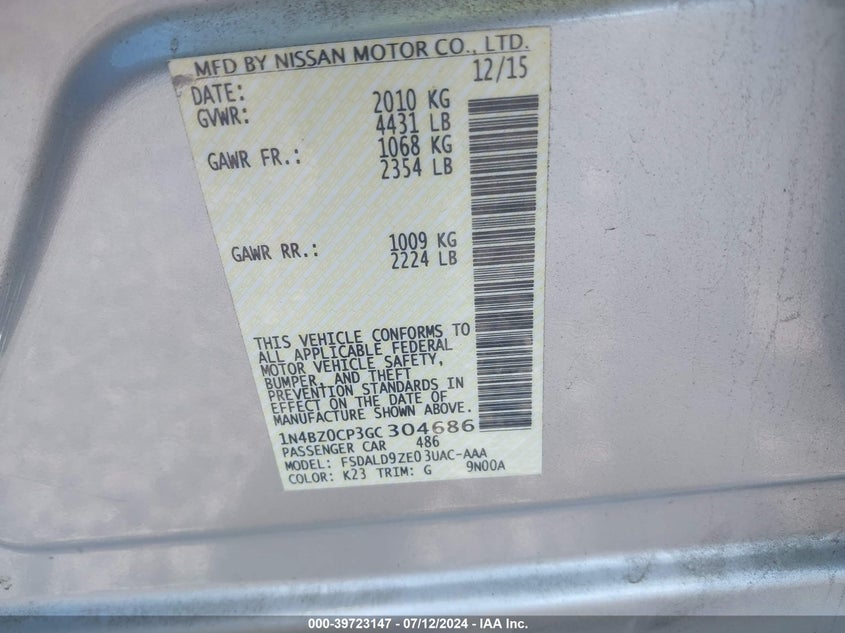 MFD BY NISSAN MOTOR CO., LTD.
DATE: 12/15
GVWR: 2010 KG
4431 LB
GAWR FR.: 1068 KG
2354 LB
GAWR RR.: 1009 KG
2224 LB
THIS VEHICLE CONFORMS TO
ALL APPLICABLE FEDERAL
MOTOR VEHICLE SAFETY,
BUMPER, AND THEFT
PREVENTION STANDARDS IN
EFFECT ON THE DATE OF
MANUFACTURE SHOWN ABOVE.
1N4BZ0CP3GC304686
PASSENGER CAR 486
MODEL: FSDALD9ZE03UAC-AAA
COLOR: K23 TRIM: G 9N00A
000-39723147 - 07/12/2024 - IAA Inc.